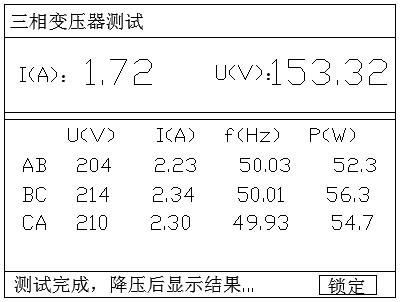 三相变压器测试
I(A): 1.72 U(V): 153.32
U(V) I(A) f(Hz) P(W)
AB 204 2.23 50.03 52.3
BC 214 2.34 50.01 56.3
CA 210 2.30 49.93 54.7
测试完成，降压后显示结果... 锁定